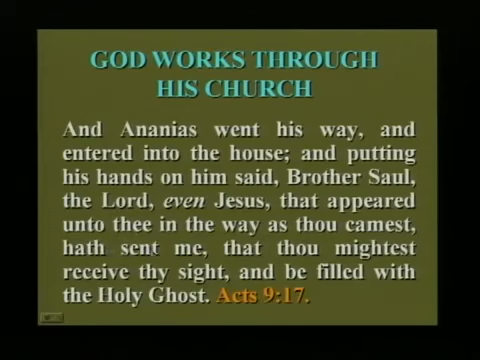 GOD WORKS THROUGH
HIS CHURCH
And Ananias went his way, and
entered into the house; and putting
his hands on him said, Brother Saul,
the Lord, even Jesus, that appeared
unto thee in the way as thou camest,
hath sent me, that thou mightest
receive thy sight, and be filled with
the Holy Ghost. Acts 9:17.